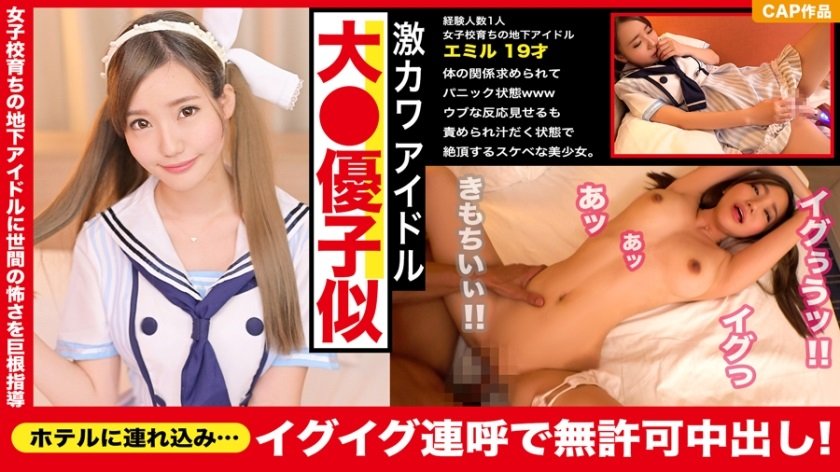 女子校育ちの地下アイドルに世間の怖さを巨根指導
大●優子似
激カワ アイドル
経験人数1人
女子校育ちの地下アイドル
エミル 19才
体の関係求められて
パニック状態www
ウブな反応見せるも
責められ汁だく状態で
絶頂するスケベな美少女。
CAP作品
イグぅうッ!!
イグっ
あッ
あッ
きもちいぃ!!
ホテルに連れ込み…
イグイグ連呼で無許可中出し!